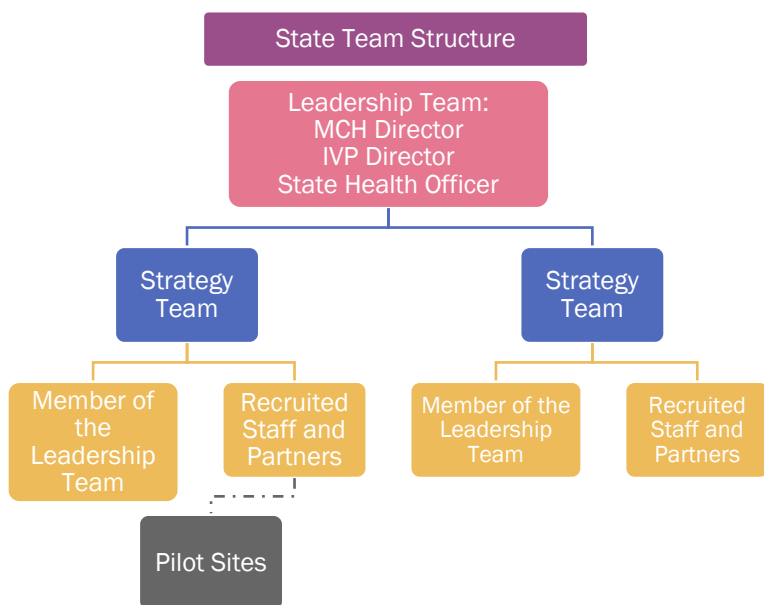 State Team Structure
Leadership Team:
MCH Director
IVP Director
State Health Officer
Strategy
Team
Strategy
Team
Member of
the
Leadership
Team
Recruited
Staff and
Partners
Member of the
Leadership
Team
Recruited
Staff and
Partners
Pilot Sites